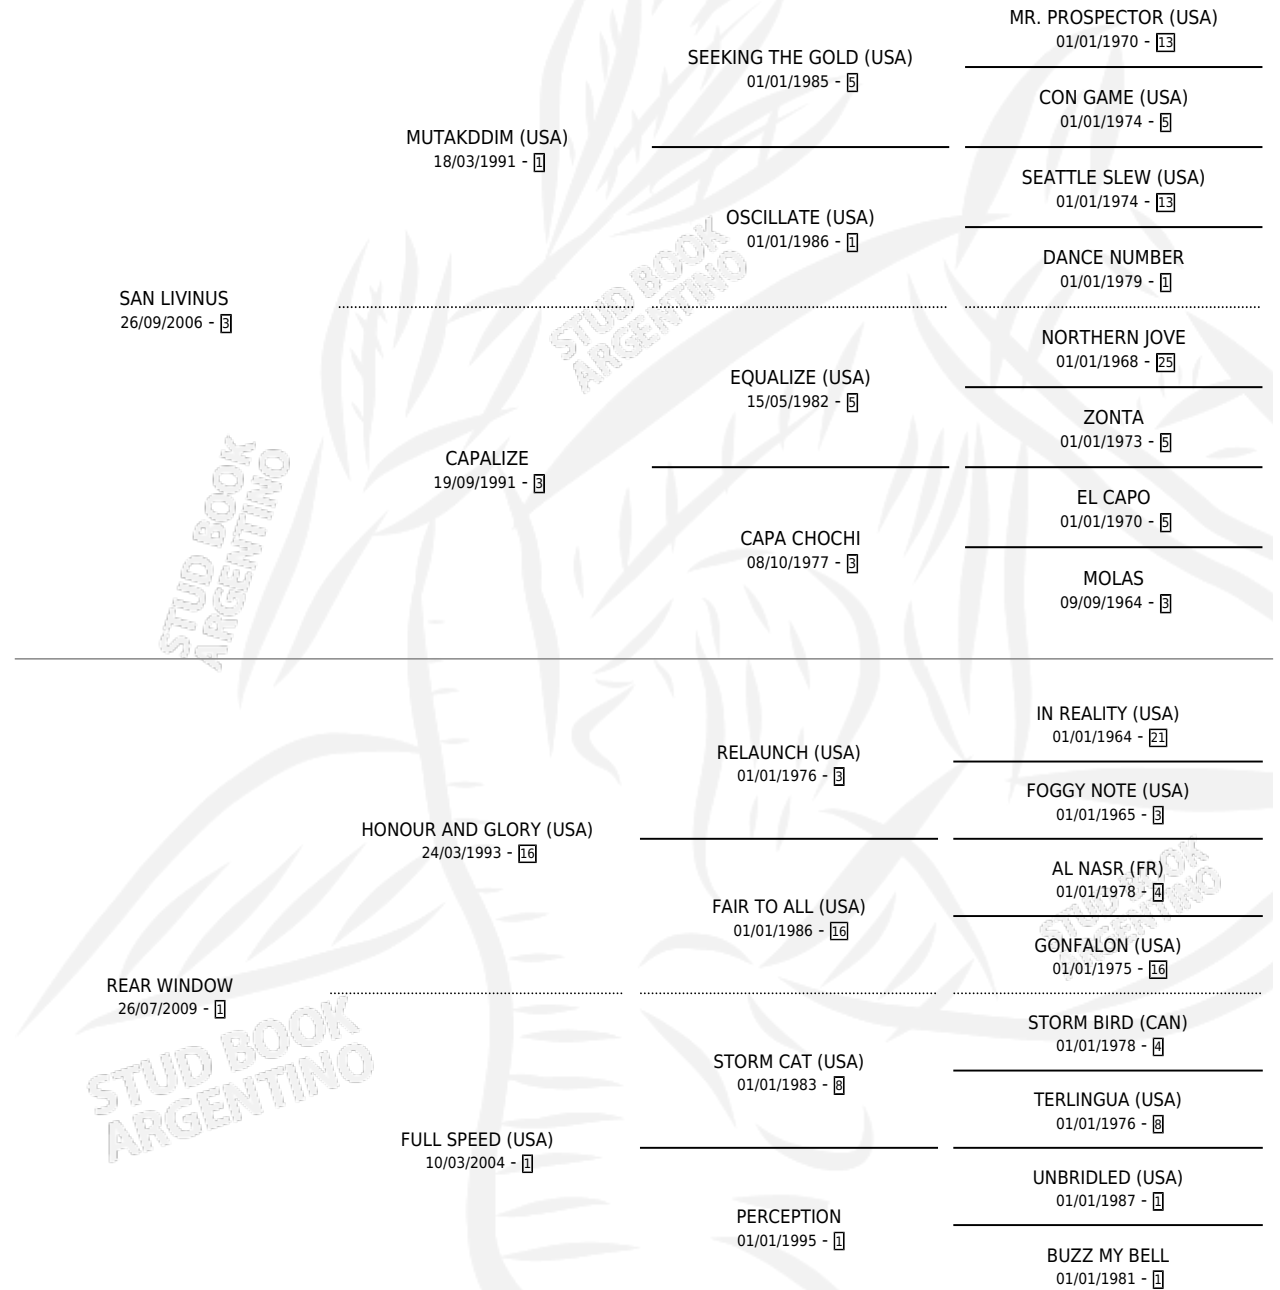 MR. PROSPECTOR (USA)
01/01/1970 - 13
SEEKING THE GOLD (USA)
01/01/1985 - 5
CON GAME (USA)
01/01/1974 - 5
MUTAKDDIM (USA)
18/03/1991 - 1
SEATTLE SLEW (USA)
01/01/1974 - 13
OSCILLATE (USA)
01/01/1986 - 1
DANCE NUMBER
01/01/1979 - 1
SAN LIVINUS
26/09/2006 - 3
STUD BOOK
ARGENTINO
NORTHERN JOVE
01/01/1968 - 25
EQUALIZE (USA)
15/05/1982 - 5
ZONTA
01/01/1973 - 5
CAPALIZE
19/09/1991 - 3
EL CAPO
01/01/1970 - 5
CAPA CHOCHI
08/10/1977 - 3
MOLAS
09/09/1964 - 3
STUD BOOK
ARGENTINO
IN REALITY (USA)
01/01/1964 - 21
RELAUNCH (USA)
01/01/1976 - 3
FOGGY NOTE (USA)
01/01/1965 - 3
HONOUR AND GLORY (USA)
24/03/1993 - 16
AL NASR (FR)
01/01/1978 - 4
FAIR TO ALL (USA)
01/01/1986 - 16
GONFALON (USA)
01/01/1975 - 16
STUD BOOK
ARGENTINO
REAR WINDOW
26/07/2009 - 1
STORM BIRD (CAN)
01/01/1978 - 4
STORM CAT (USA)
01/01/1983 - 8
TERLINGUA (USA)
01/01/1976 - 8
STUD BOOK
ARGENTINO
FULL SPEED (USA)
10/03/2004 - 1
UNBRIDLED (USA)
01/01/1987 - 1
PERCEPTION
01/01/1995 - 1
BUZZ MY BELL
01/01/1981 - 1